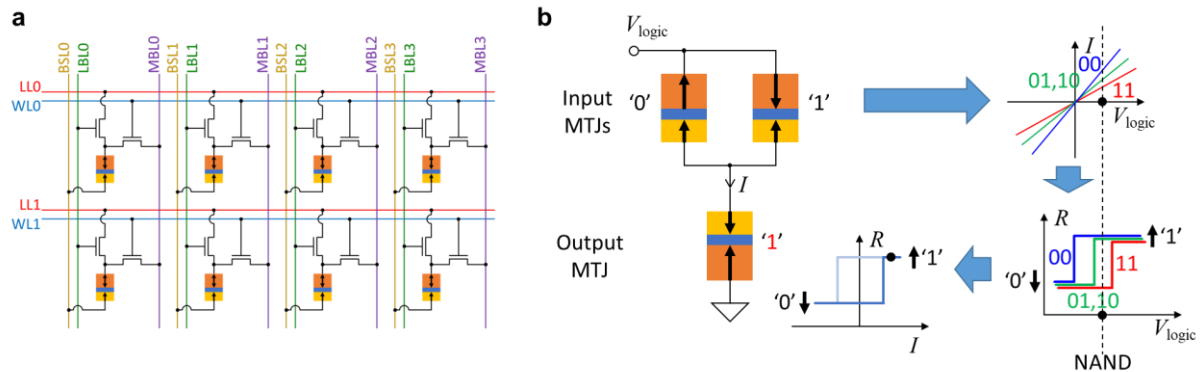 a
BSL0
LBL0
MBL0
BSL1
LBL1
MBL1
BSL2
LBL2
MBL2
BSL3
LBL3
MBL3
LL0
WL0
LL1
WL1
b
Vlogic
Input
MTJs
‘0’
‘1’
I
Output
MTJ
‘1’
I
00
01,10
11
Vlogic
R
‘1’
00
11
‘0’
01,10
Vlogic
NAND
R
‘1’
‘0’
I